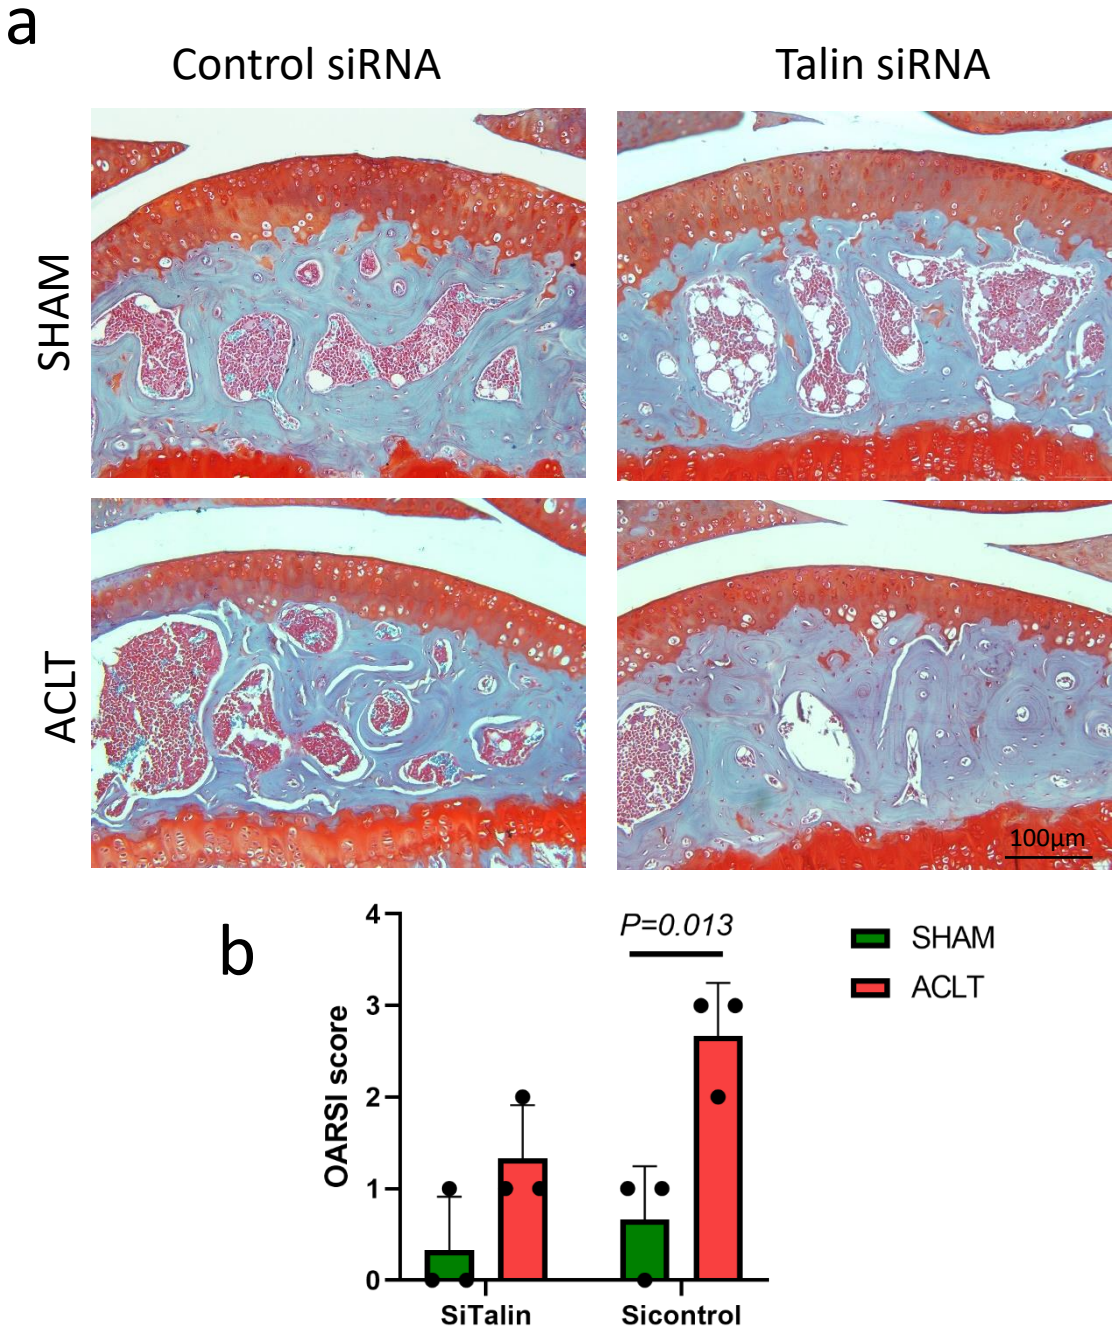 a
Control siRNA
Talin siRNA
SHAM
ACLT
100µm
b
P=0.013
SHAM
ACLT
OARSI score
4
3
2
1
0
SiTalin
Sicontrol